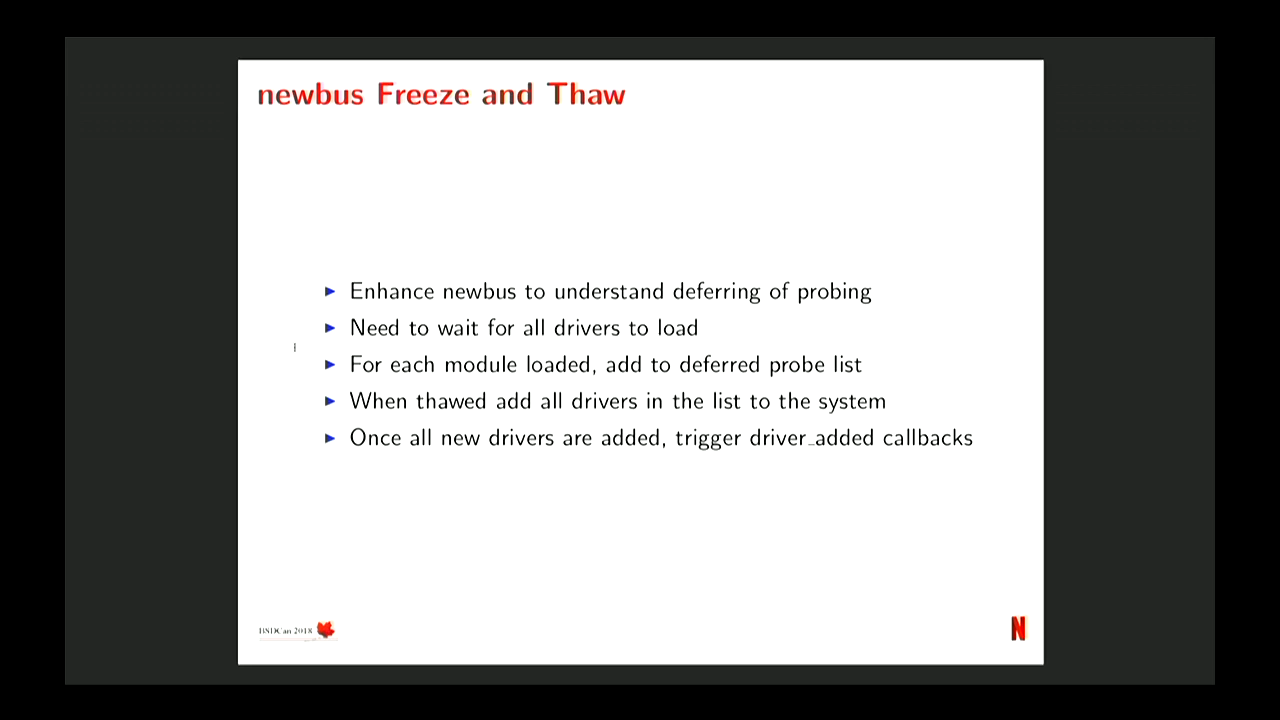 newbus Freeze and Thaw
Enhance newbus to understand deferring of probing
Need to wait for all drivers to load
For each module loaded, add to deferred probe list
When thawed add all drivers in the list to the system
Once all new drivers are added, trigger driver_added callbacks
BSDCan 2018
N